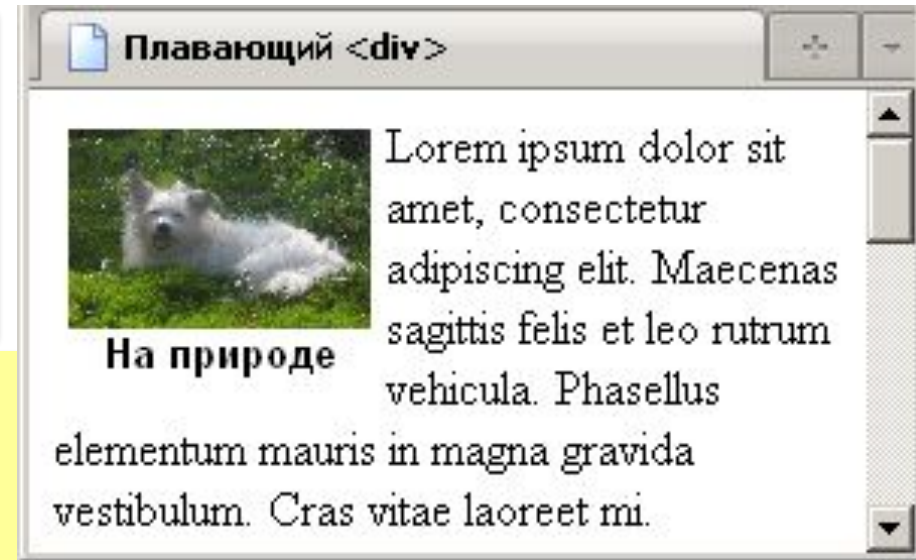 Плавающий <div>
Lorem ipsum dolor sit
amet, consectetur
adipiscing elit. Maecenas
sagittis felis et leo rutrum
vehicula. Phasellus
На природе
elementum mauris in magna gravida
vestibulum. Cras vitae laoreet mi.